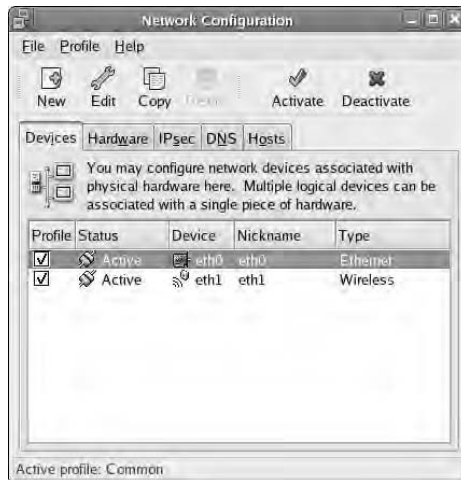 Network Configuration
File Profile Help
New Edit Copy Delete Activate Deactivate
Devices Hardware IPsec DNS Hosts
You may configure network devices associated with
physical hardware here. Multiple logical devices can be
associated with a single piece of hardware.
Profile Status Device Nickname Type
Active eth0 eth0 Ethernet
Active eth1 eth1 Wireless
Active profile: Common